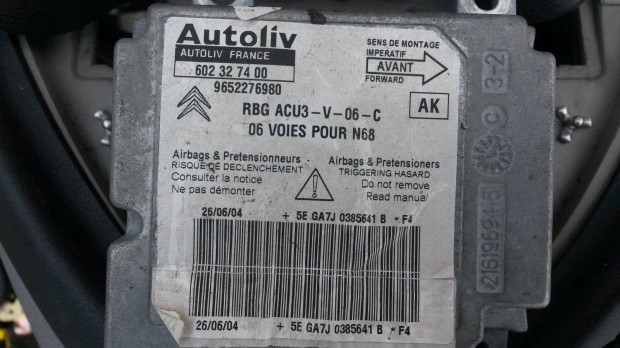 Autoliv
AUTOLIV FRANCE
602 32 74 00
9652276980
SENS DE MONTAGE
IMPERATIF
AVANT
FORWARD
RBG ACU3-V-06-C
06 VOIES POUR N68
AK
Airbags & Pretensionneurs
RISQUE DE DECLENCHEMENT
Consulter la notice
Ne pas démonter
Airbags & Pretensioners
TRIGGERING HASARD
Do not remove
Read manual
26/06/04 + 5E GA7J 0385641 B * F4
26/06/04 + 5E GA7J 0385641 B * F4
3-2